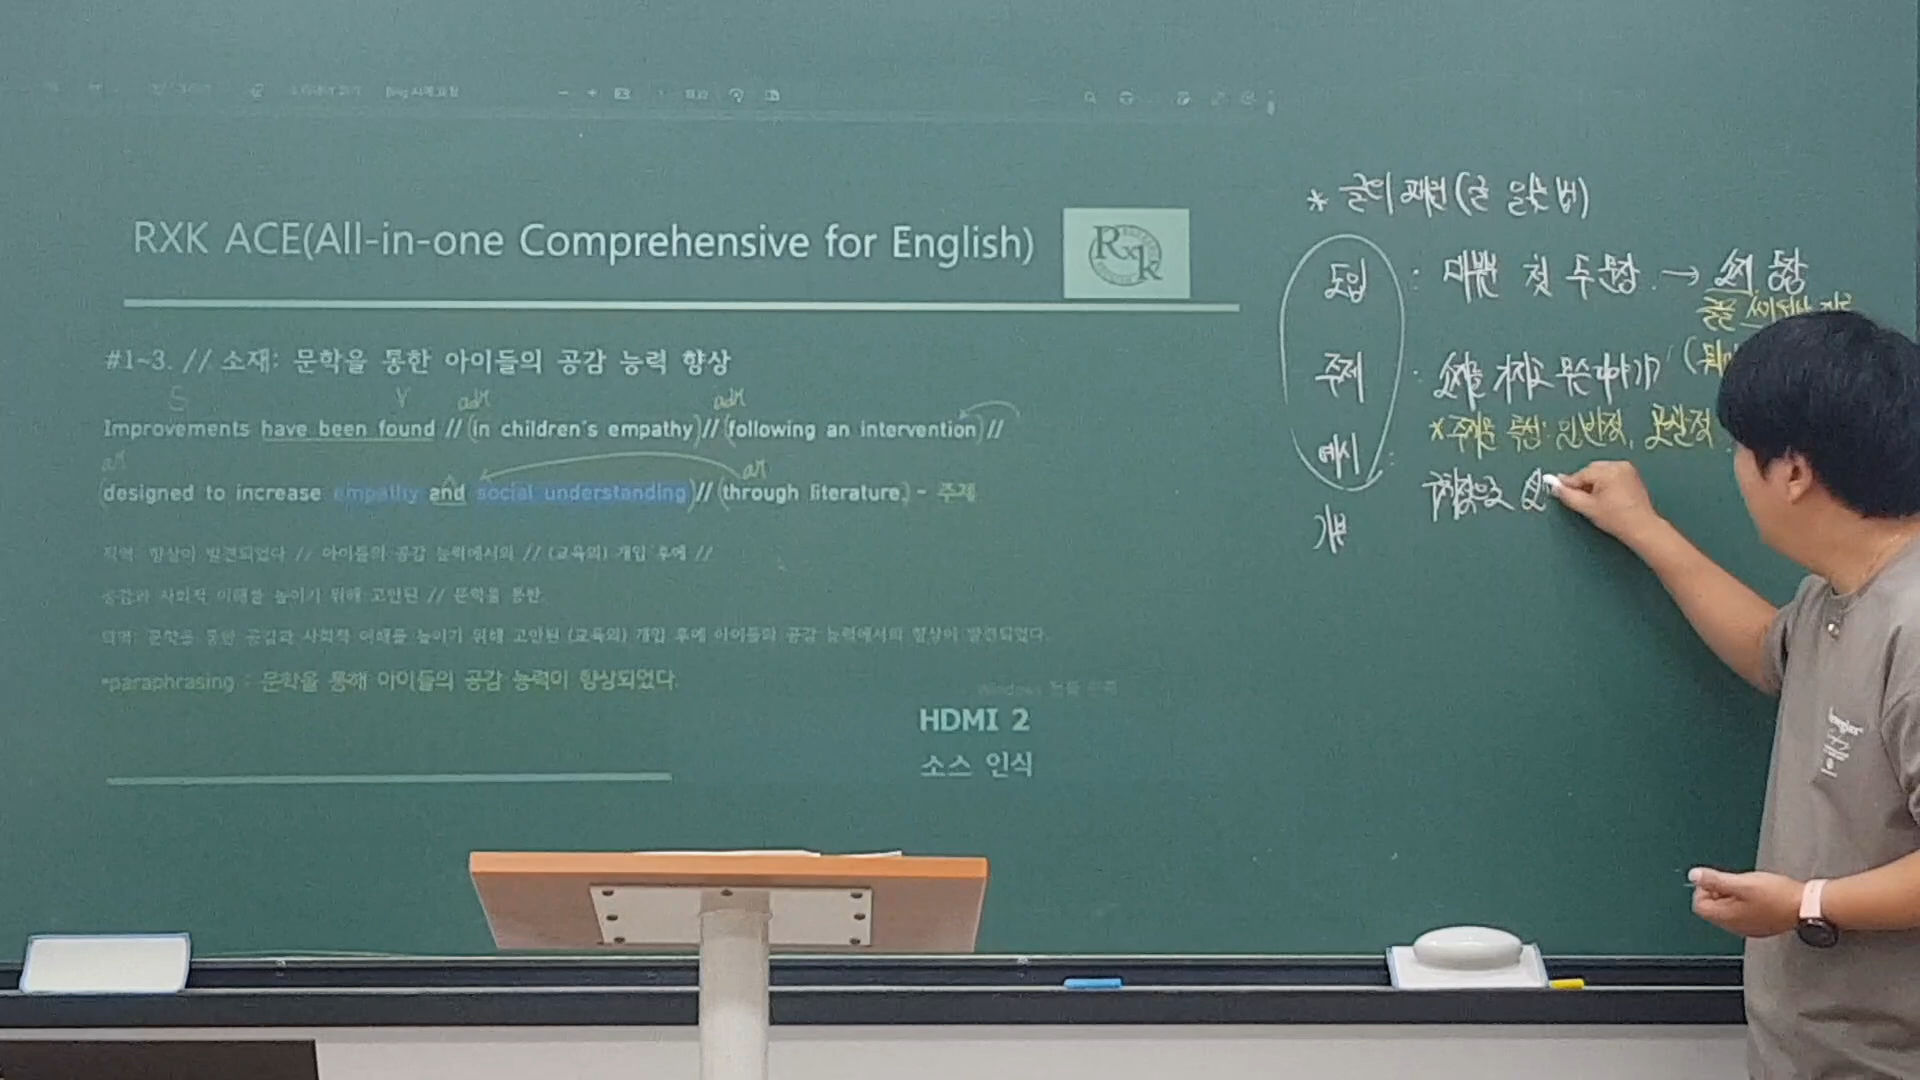 RXK ACE(All-in-one Comprehensive for English)
RxK
#1~3. // 소재: 문학을 통한 아이들의 공감 능력 향상
S V adv adv
Improvements have been found // (in children's empathy)// (following an intervention) //
(designed to increase empathy and social understanding)// (through literature.) - 주제
직역: 향상이 발견되었다 // 아이들의 공감 능력에서의 // (교육의) 개입 후에 //
공감과 사회적 이해를 높이기 위해 고안된 // 문학을 통한.
의역: 문학을 통한 공감과 사회적 이해를 높이기 위해 고안된 (교육의) 개입 후에 아이들의 공감 능력에서의 향상이 발견되었다.
*paraphrasing : 문학을 통해 아이들의 공감 능력이 향상되었다.
HDMI 2
소스 인식
* 글의 패턴(글 읽는 법)
도입 : 대부분 첫 두 문장. → 소재 등장
주제 : 소재를 가지고 무슨 이야기?
*주제문 특징: 일반적, 포괄적
예시 :
구체적으로